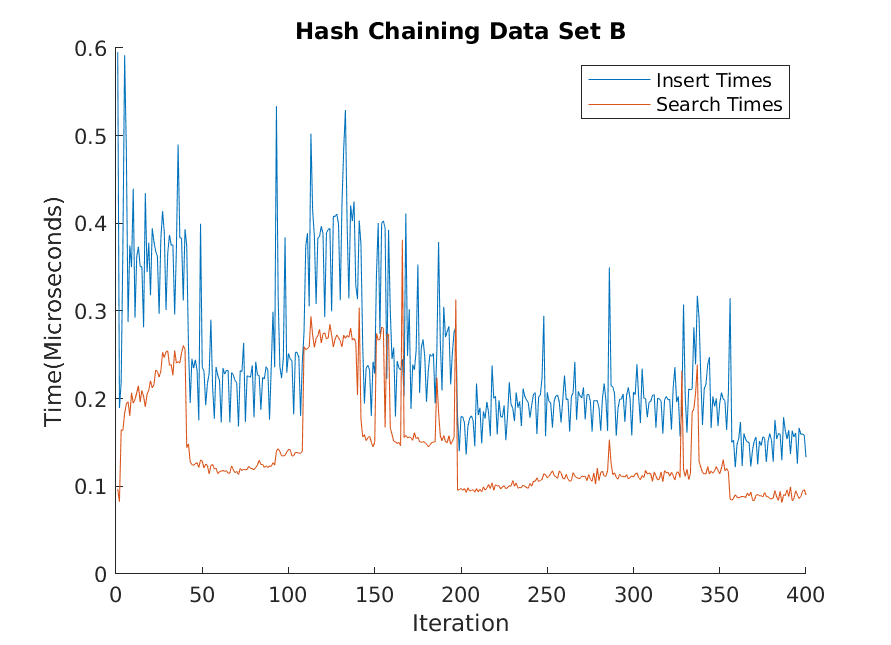 Hash Chaining Data Set B
Insert Times
Search Times
Time(Microseconds)
0.6
0.5
0.4
0.3
0.2
0.1
0
0 50 100 150 200 250 300 350 400
Iteration